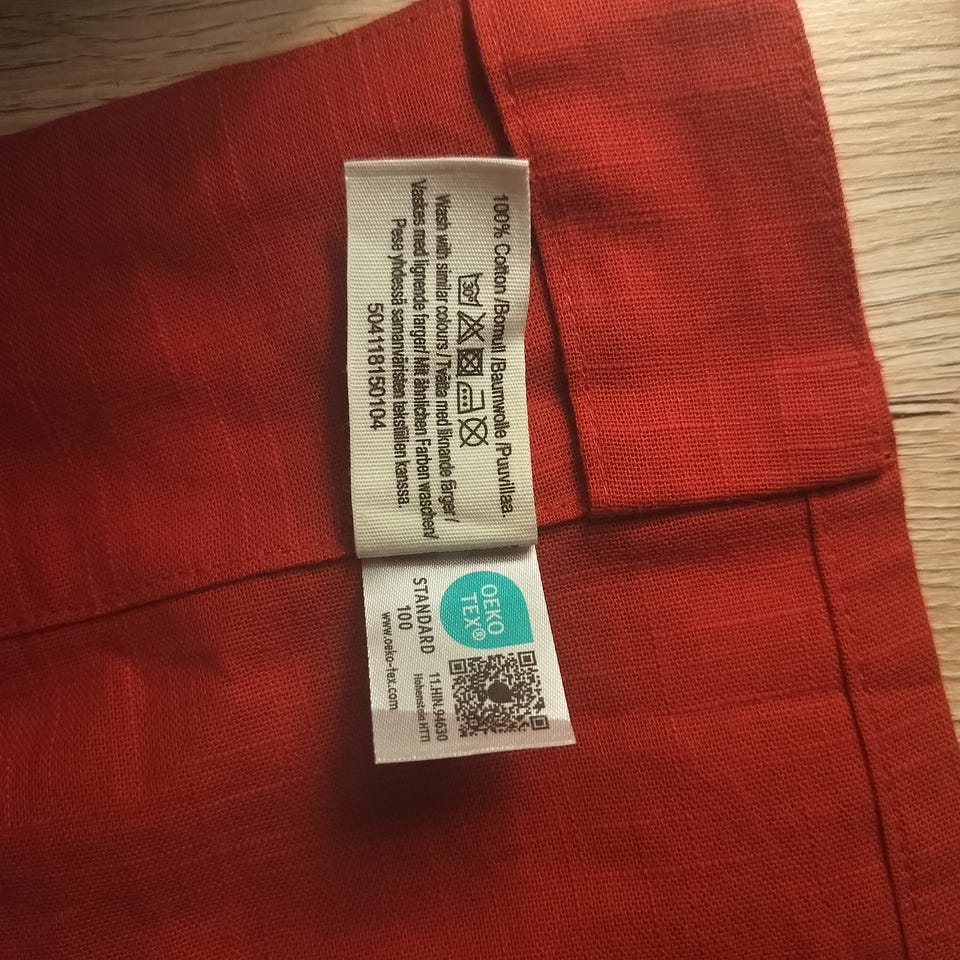 100% Cotton /Bomull /Baumwolle /Puuvillaa.
30°
Wash with similar colours / Tvätta med liknande färger /
Vaskes med lignende farger/ Mit ähnlichen Farben waschen/
Pese yhdessä samanväristen tekstiilien kanssa.
504118150104
OEKO
TEX®
STANDARD
100
www.oeko-tex.com
11.HIN.94630
Hohenstein HTTI